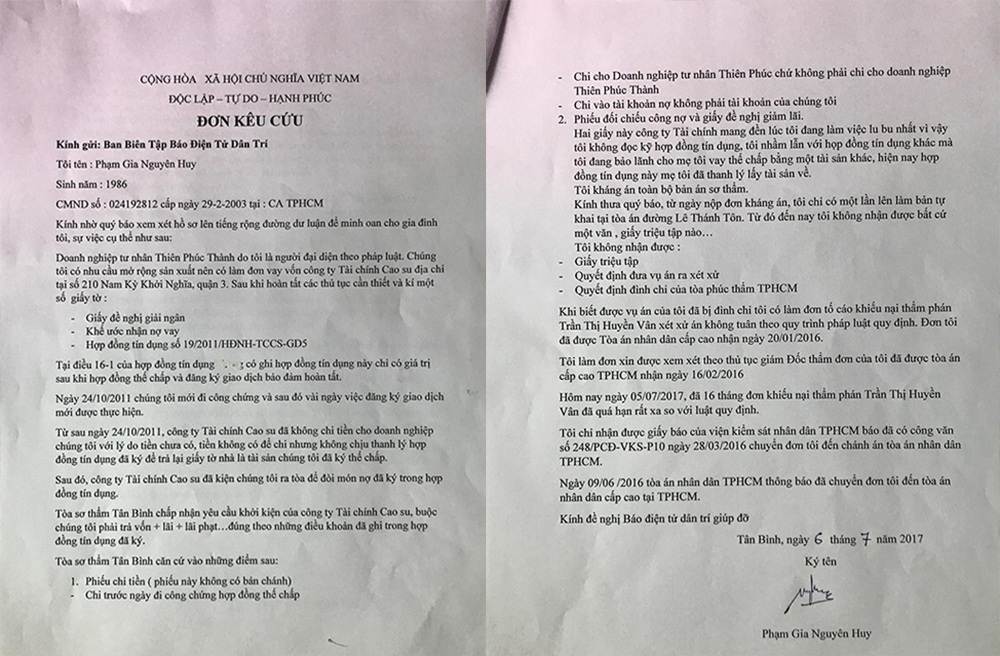 CỘNG HÒA XÃ HỘI CHỦ NGHĨA VIỆT NAM
ĐỘC LẬP – TỰ DO – HẠNH PHÚC
ĐƠN KÊU CỨU
Kính gửi: Ban Biên Tập Báo Điện Tử Dân Trí
Tôi tên : Phạm Gia Nguyên Huy
Sinh năm : 1986
CMND số : 024192812 cấp ngày 29-2-2003 tại : CA TPHCM
Kính nhờ quý báo xem xét hồ sơ lên tiếng rộng đường dư luận để minh oan cho gia đình
tôi, sự việc cụ thể như sau:
Doanh nghiệp tư nhân Thiên Phúc Thành do tôi là người đại diện theo pháp luật. Chúng
tôi có nhu cầu mở rộng sản xuất nên có làm đơn vay vốn công ty Tài chính Cao su địa chỉ
tại số 210 Nam Kỳ Khởi Nghĩa, quận 3. Sau khi hoàn tất các thủ tục cần thiết và kí một
số giấy tờ :
- Giấy đề nghị giải ngân
- Khế ước nhận nợ vay
- Hợp đồng tín dụng số 19/2011/HĐNH-TCCS-GD5
Tại điều 16-1 của hợp đồng tín dụng có ghi hợp đồng tín dụng này chỉ có giá trị
sau khi hợp đồng thế chấp và đăng ký giao dịch bảo đảm hoàn tất.
Ngày 24/10/2011 chúng tôi mới đi công chứng và sau đó vài ngày việc đăng ký giao dịch
mới được thực hiện.
Từ sau ngày 24/10/2011, công ty Tài chính Cao su đã không chi tiền cho doanh nghiệp
chúng tôi với lý do tiền chưa có, tiền không có để chi nhưng không chịu thanh lý hợp
đồng tín dụng đã ký để trả lại giấy tờ nhà là tài sản chúng tôi đã ký thế chấp.
Sau đó, công ty Tài chính Cao su đã kiện chúng tôi ra tòa để đòi món nợ đã ký trong hợp
đồng tín dụng.
Tòa sơ thẩm Tân Bình chấp nhận yêu cầu khởi kiện của công ty Tài chính Cao su, buộc
chúng tôi phải trả vốn + lãi + lãi phạt…đúng theo những điều khoản đã ghi trong hợp
đồng tín dụng đã ký.
Tòa sơ thẩm Tân Bình căn cứ vào những điểm sau:
1. Phiếu chi tiền ( phiếu này không có bản chánh)
- Chi trước ngày đi công chứng hợp đồng thế chấp
- Chi cho Doanh nghiệp tư nhân Thiên Phúc chứ không phải chi cho doanh nghiệp
Thiên Phúc Thành
- Chi vào tài khoản nợ không phải tài khoản của chúng tôi
2. Phiếu đối chiếu công nợ và giấy đề nghị giảm lãi.
Hai giấy này công ty Tài chính mang đến lúc tôi đang làm việc lu bu nhất vì vậy
tôi không đọc kỹ hợp đồng tín dụng, tôi nhầm lẫn với hợp đồng tín dụng khác mà
tôi đang bảo lãnh cho mẹ tôi vay thế chấp bằng một tài sản khác, hiện nay hợp
đồng tín dụng này mẹ tôi đã thanh lý lấy tài sản về.
Tôi kháng án toàn bộ bản án sơ thẩm.
Kính thưa quý báo, từ ngày nộp đơn kháng án, tôi chỉ có một lần lên làm bản tự
khai tại tòa án đường Lê Thánh Tôn. Từ đó đến nay tôi không nhận được bất cứ
một văn , giấy triệu tập nào…
Tôi không nhận được :
- Giấy triệu tập
- Quyết định đưa vụ án ra xét xử
- Quyết định đình chỉ của tòa phúc thẩm TPHCM
Khi biết được vụ án của tôi đã bị đình chỉ tôi có làm đơn tố cáo khiếu nại thẩm phán
Trần Thị Huyền Vân xét xử án không tuân theo quy trình pháp luật quy định. Đơn tôi
đã được Tòa án nhân dân cấp cao nhận ngày 20/01/2016.
Tôi làm đơn xin được xem xét theo thủ tục giám Đốc thẩm đơn của tôi đã được tòa án
cấp cao TPHCM nhận ngày 16/02/2016
Hôm nay ngày 05/07/2017, đã 16 tháng đơn khiếu nại thẩm phán Trần Thị Huyền
Vân đã quá hạn rất xa so với luật quy định.
Tôi chỉ nhận được giấy báo của viện kiểm sát nhân dân TPHCM báo đã có công văn
số 248/PCĐ-VKS-P10 ngày 28/03/2016 chuyển đơn tôi đến chánh án tòa án nhân dân
TPHCM.
Ngày 09/06 /2016 tòa án nhân dân TPHCM thông báo đã chuyển đơn tôi đến tòa án
nhân dân cấp cao tại TPHCM.
Kính đề nghị Báo điện tử dân trí giúp đỡ
Tân Bình, ngày 6 tháng 7 năm 2017
Ký tên
Phạm Gia Nguyên Huy